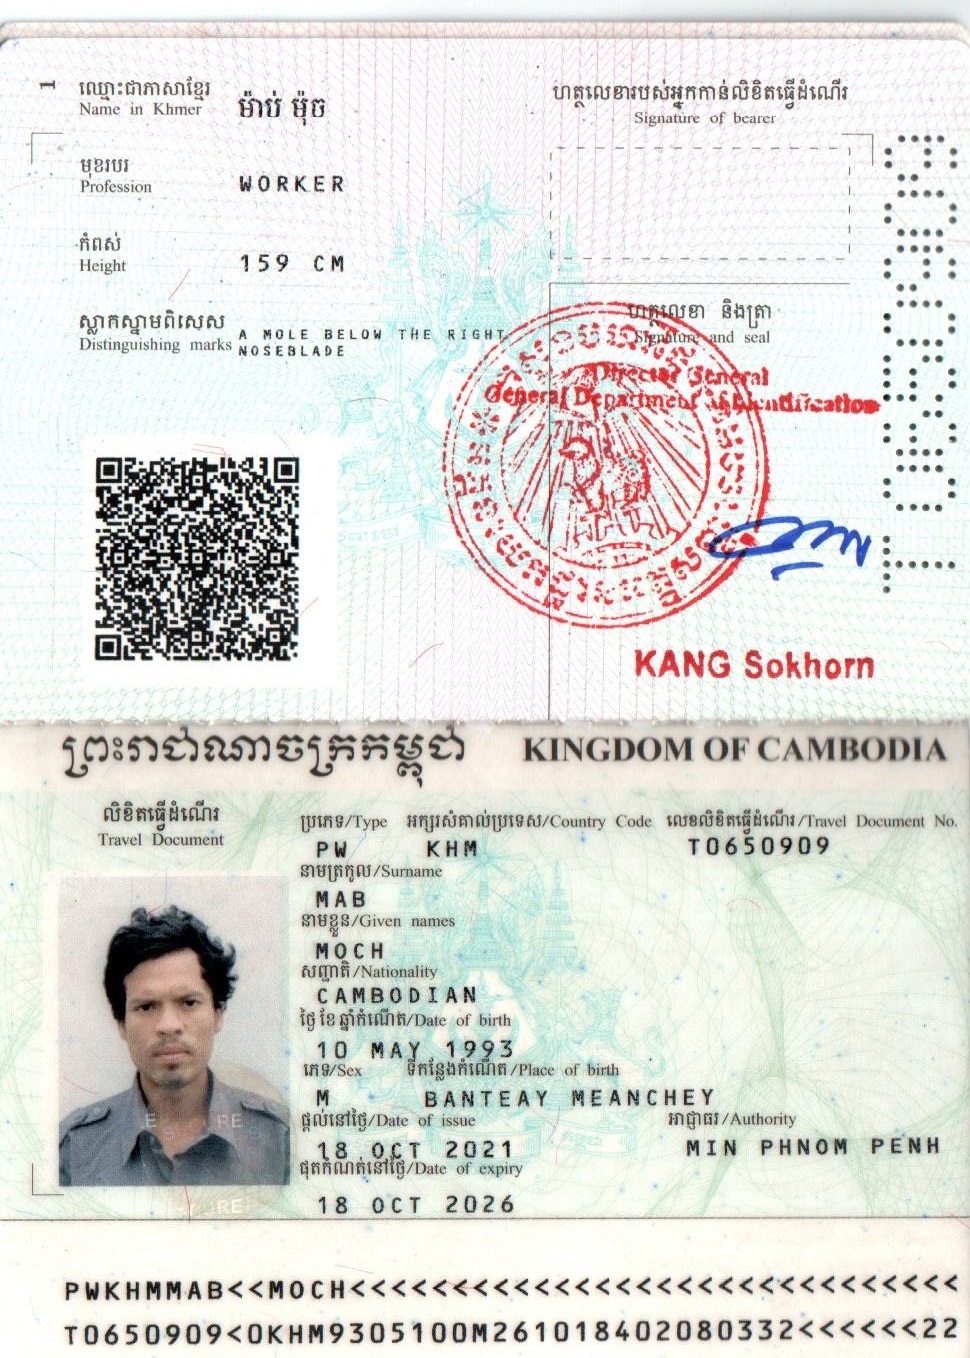 1
ឈ្មោះជាភាសាខ្មែរ
Name in Khmer
ម៉ាប់ ម៉ុច
ហត្ថលេខារបស់អ្នកកាន់លិខិតធ្វើដំណើរ
Signature of bearer
មុខរបរ
Profession
WORKER
កំពស់
Height
159 CM
ស្លាកស្នាមពិសេស
Distinguishing marks
A MOLE BELOW THE RIGHT
NOSEBLADE
ហត្ថលេខា និងត្រា
Signature and seal
Director General
General Department of Identification
KANG Sokhorn
T0650909
ព្រះរាជាណាចក្រកម្ពុជា KINGDOM OF CAMBODIA
លិខិតធ្វើដំណើរ
Travel Document
ប្រភេទ/Type អក្សរសំគាល់ប្រទេស/Country Code លេខលិខិតធ្វើដំណើរ/Travel Document No.
PW KHM T0650909
នាមត្រកូល/Surname
MAB
នាមខ្លួន/Given names
MOCH
សញ្ជាតិ/Nationality
CAMBODIAN
ថ្ងៃ ខែ ឆ្នាំកំណើត/Date of birth
10 MAY 1993
ភេទ/Sex ទីកន្លែងកំណើត/Place of birth
M BANTEAY MEANCHEY
ផ្តល់នៅថ្ងៃ/Date of issue អាជ្ញាធរ/Authority
18 OCT 2021 MIN PHNOM PENH
ផុតកំណត់នៅថ្ងៃ/Date of expiry
18 OCT 2026
PWKHMMAB<<MOCH<<<<<<<<<<<<<<<<<<<<<<<<<<<<<<
T0650909<0KHM9305100M261018402080332<<<<<<22